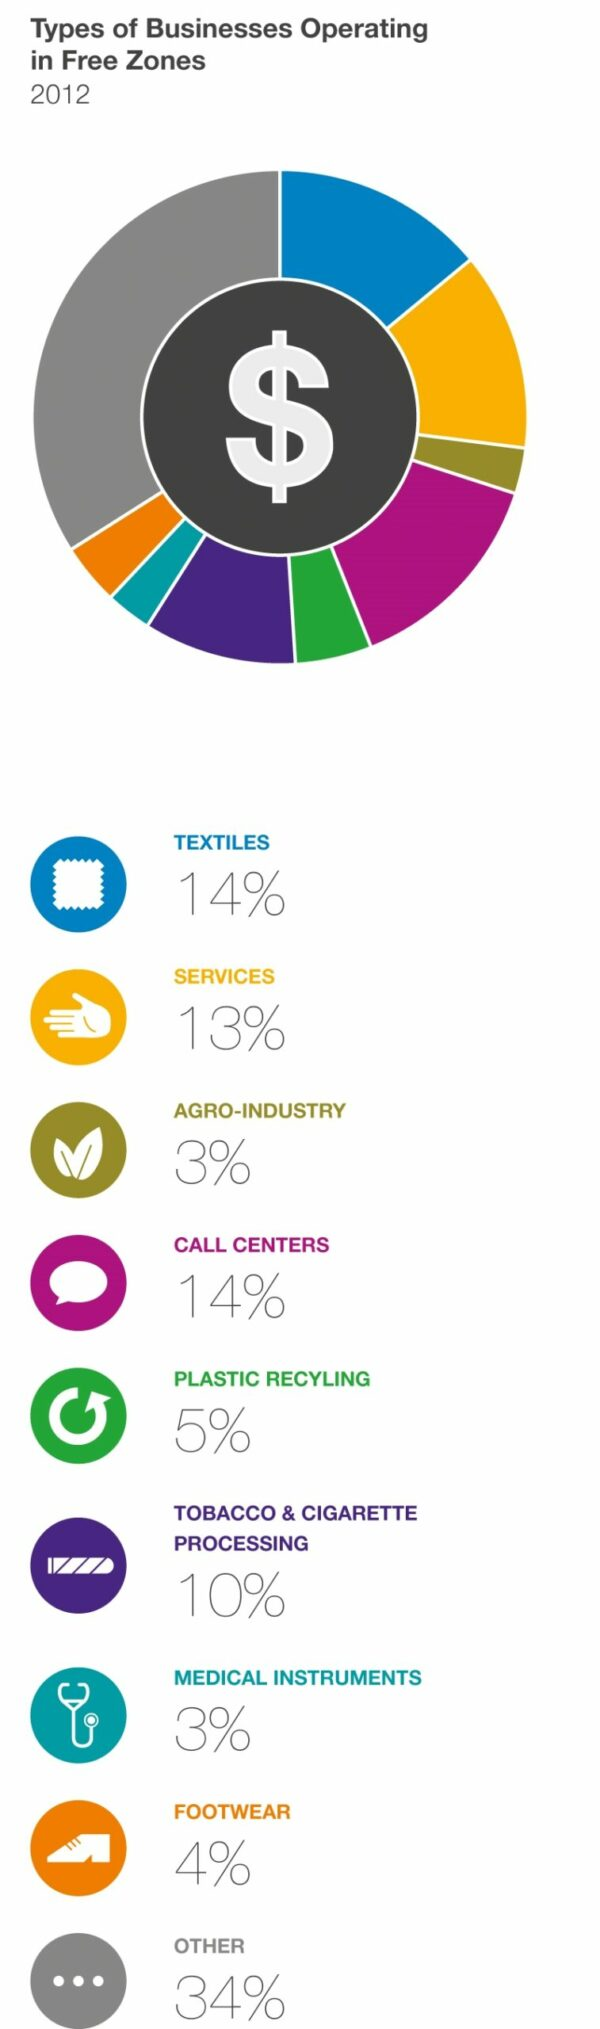 Types of Businesses Operating
in Free Zones
2012
$
TEXTILES
14%
SERVICES
13%
AGRO-INDUSTRY
3%
CALL CENTERS
14%
PLASTIC RECYLING
5%
TOBACCO & CIGARETTE
PROCESSING
10%
MEDICAL INSTRUMENTS
3%
FOOTWEAR
4%
OTHER
34%